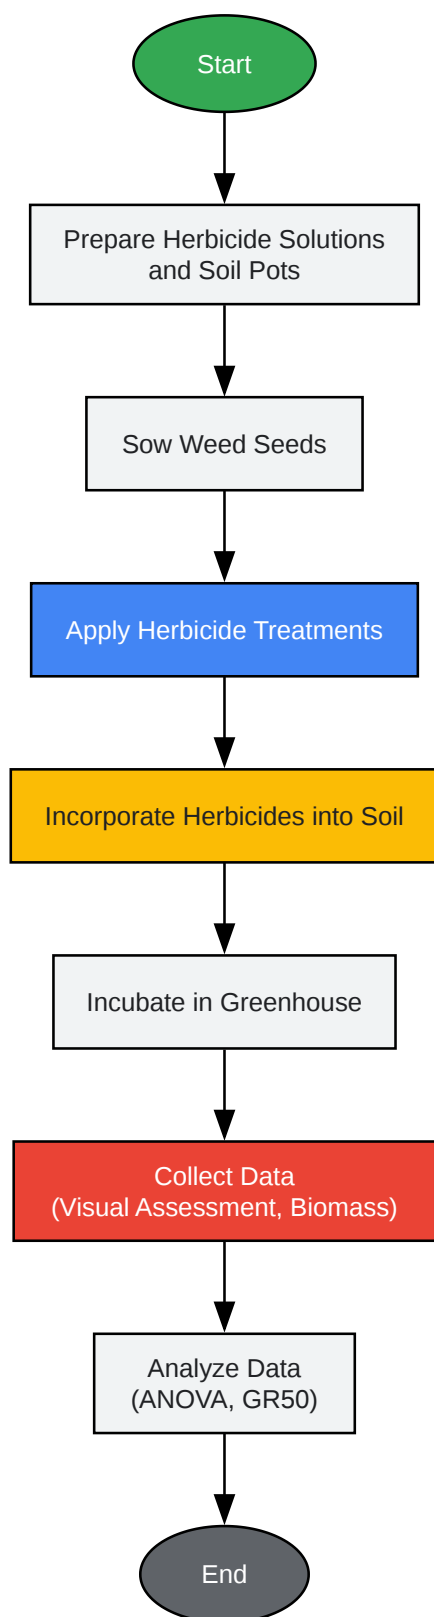 Start
Prepare Herbicide Solutions
and Soil Pots
Sow Weed Seeds
Apply Herbicide Treatments
Incorporate Herbicides into Soil
Incubate in Greenhouse
Collect Data
(Visual Assessment, Biomass)
Analyze Data
(ANOVA, GR50)
End